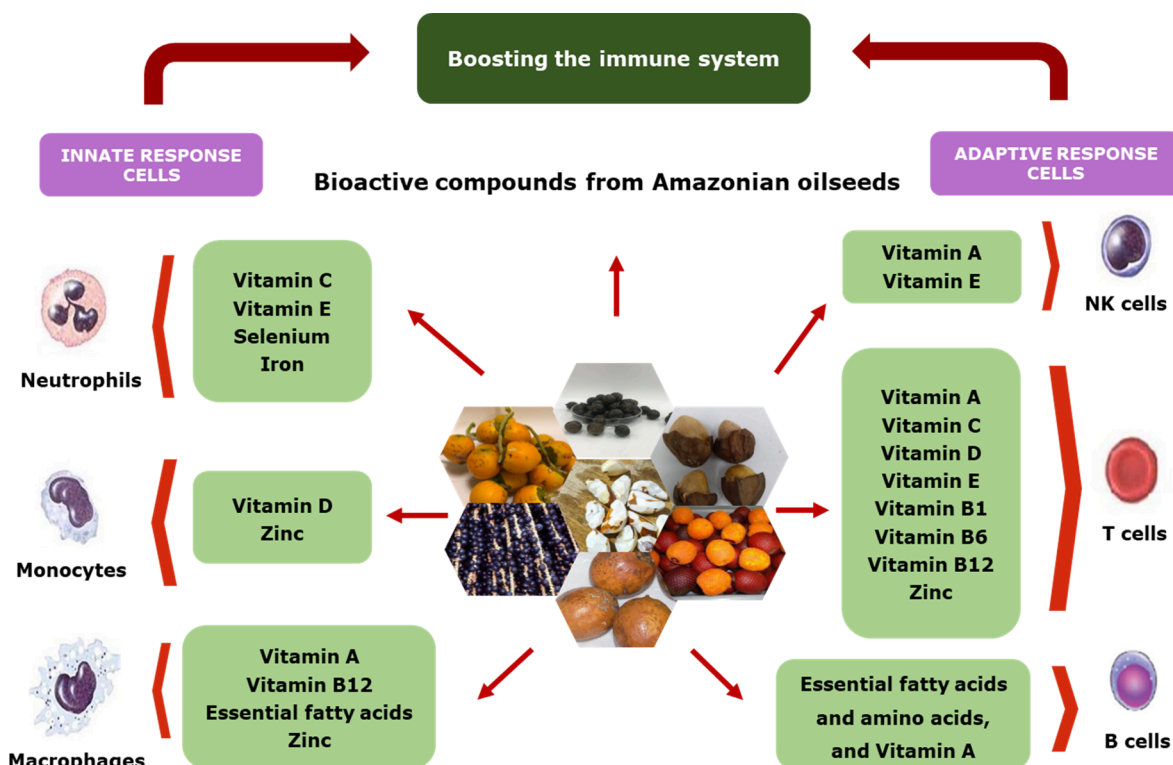 Boosting the immune system
INNATE RESPONSE
CELLS
ADAPTIVE RESPONSE
CELLS
Bioactive compounds from Amazonian oilseeds
Vitamin C
Vitamin E
Selenium
Iron
Neutrophils
Vitamin A
Vitamin E
NK cells
Vitamin D
Zinc
Monocytes
Vitamin A
Vitamin C
Vitamin D
Vitamin E
Vitamin B1
Vitamin B6
Vitamin B12
Zinc
T cells
Vitamin A
Vitamin B12
Essential fatty acids
Zinc
Macrophages
Essential fatty acids
and amino acids,
and Vitamin A
B cells